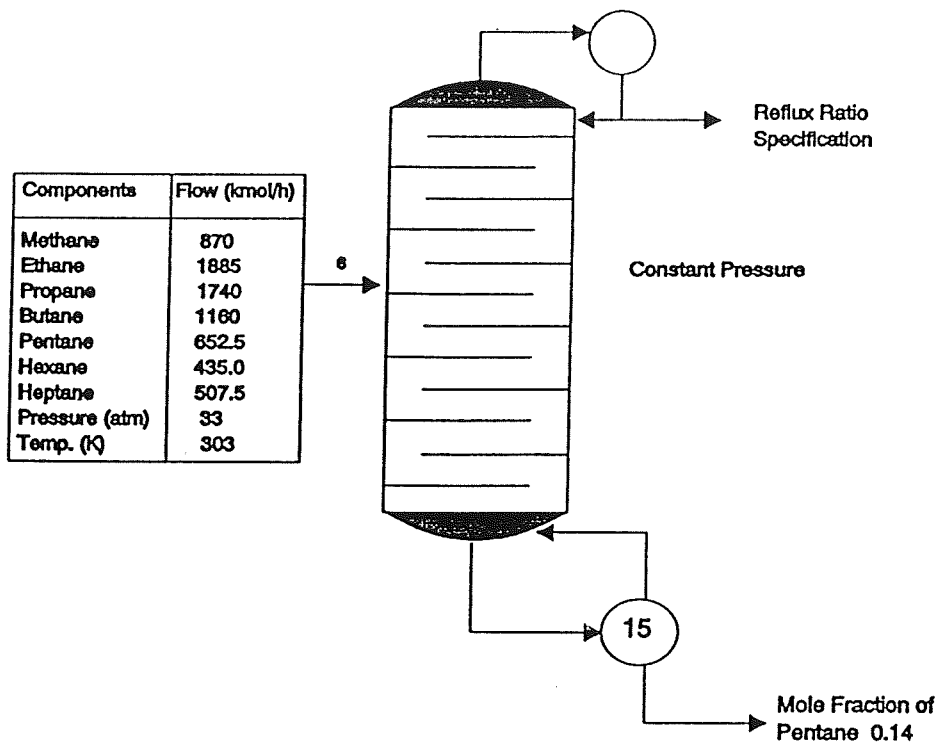 Reflux Ratio
Specification
Components Flow (kmol/h)
Methane 870
Ethane 1885
Propane 1740
Butane 1160
Pentane 652.5
Hexane 435.0
Heptane 507.5
Pressure (atm) 33
Temp. (K) 303
6
Constant Pressure
15
Mole Fraction of
Pentane 0.14